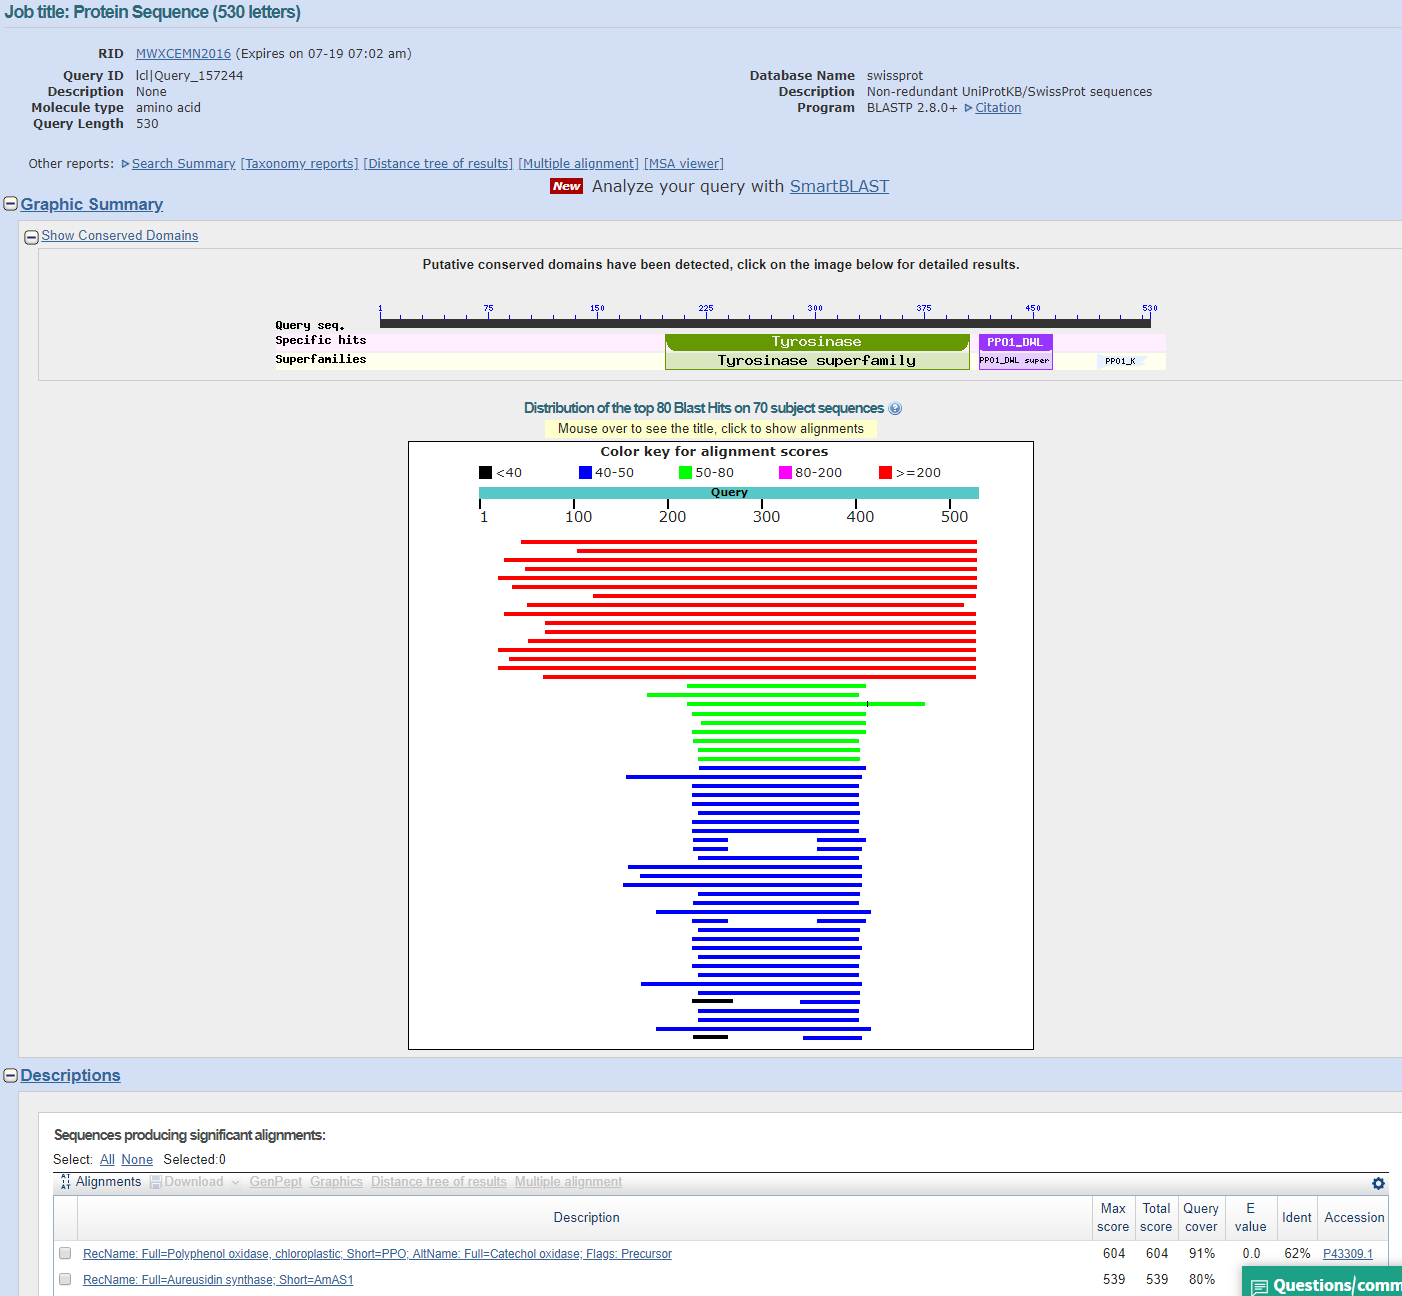 Job title: Protein Sequence (530 letters)
RID MWXCEMN2016 (Expires on 07-19 07:02 am)
Query ID lcl|Query_157244
Description None
Molecule type amino acid
Query Length 530
Database Name swissprot
Description Non-redundant UniProtKB/SwissProt sequences
Program BLASTP 2.8.0+ Citation
Other reports: Search Summary [Taxonomy reports] [Distance tree of results] [Multiple alignment] [MSA viewer]
New Analyze your query with SmartBLAST
Graphic Summary
Show Conserved Domains
Putative conserved domains have been detected, click on the image below for detailed results.
1 75 150 225 300 375 450 530
Query seq.
Specific hits Tyrosinase PPO1_DWL
Superfamilies Tyrosinase superfamily PPO1_DWL super PPO1_K
Distribution of the top 80 Blast Hits on 70 subject sequences ?
Mouse over to see the title, click to show alignments
Color key for alignment scores
<40 40-50 50-80 80-200 >=200
Query
1 100 200 300 400 500
Descriptions
Sequences producing significant alignments:
Select: All None Selected:0
Alignments Download GenPept Graphics Distance tree of results Multiple alignment
Description Max score Total score Query cover E value Ident Accession
RecName: Full=Polyphenol oxidase, chloroplastic; Short=PPO; AltName: Full=Catechol oxidase; Flags: Precursor 604 604 91% 0.0 62% P43309.1
RecName: Full=Aureusidin synthase; Short=AmAS1 539 539 80%
Questions/comm